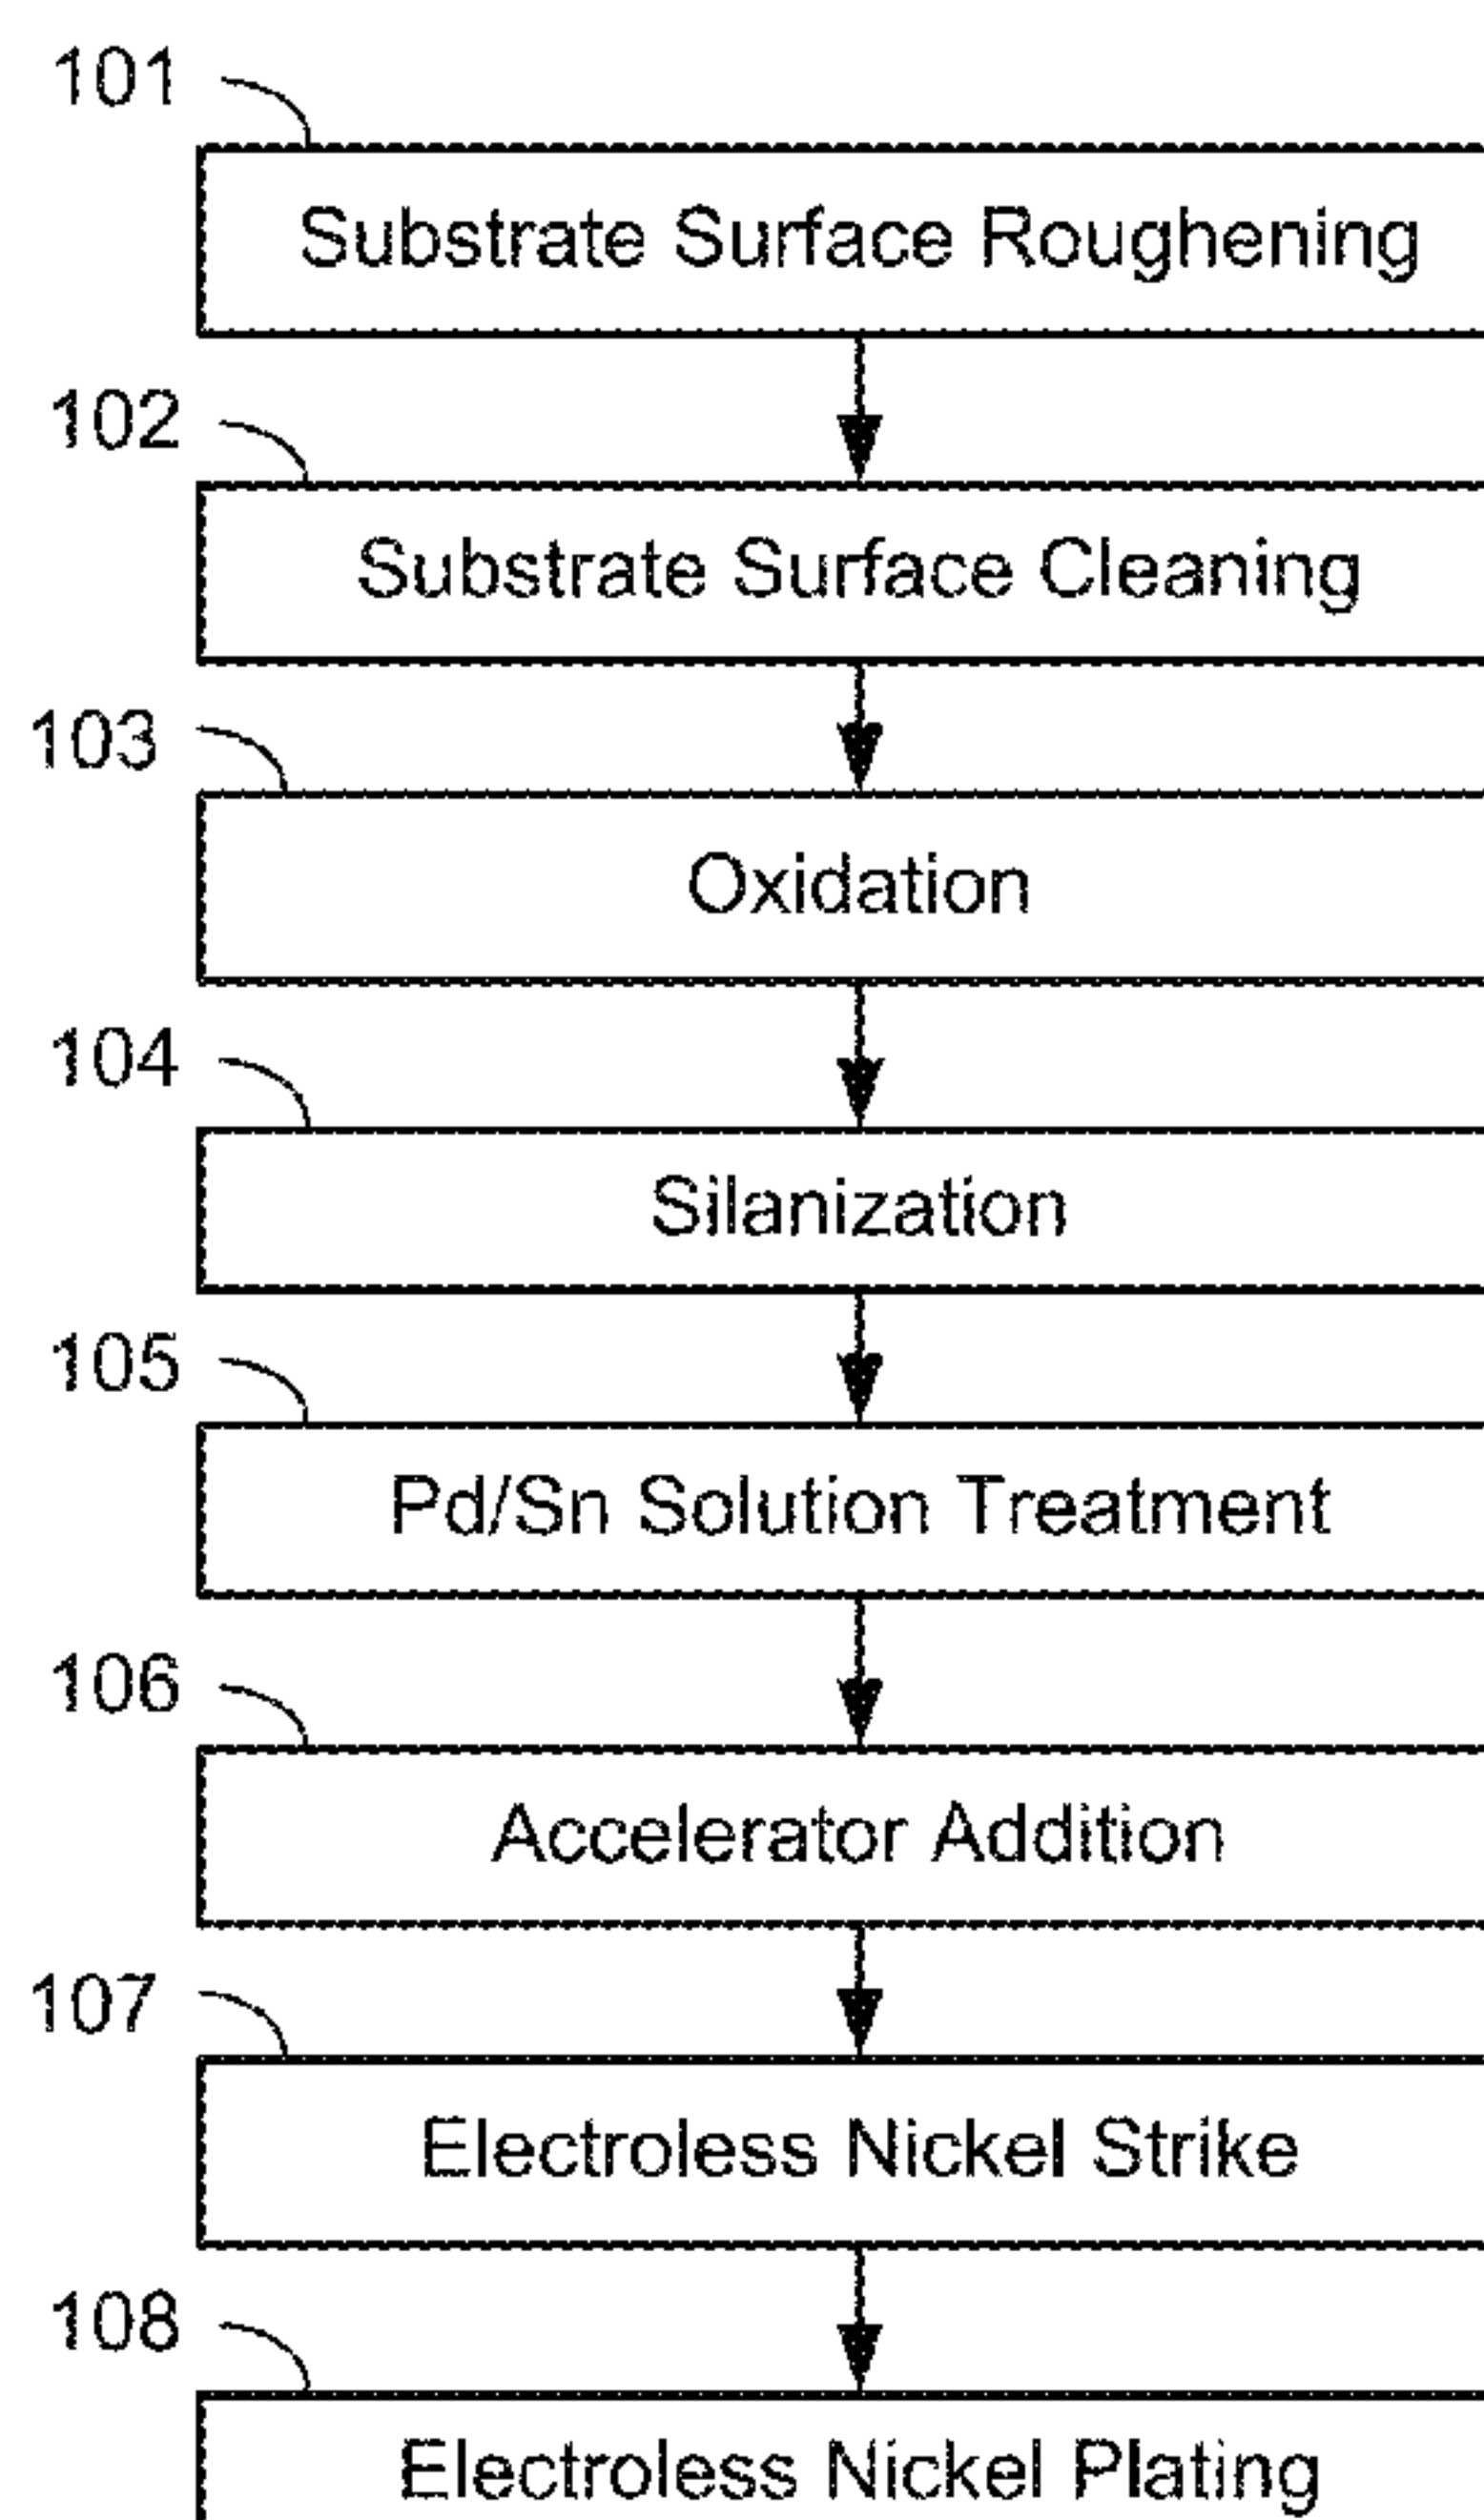 101
Substrate Surface Roughening
102
Substrate Surface Cleaning
103
Oxidation
104
Silanization
105
Pd/Sn Solution Treatment
106
Accelerator Addition
107
Electroless Nickel Strike
108
Electroless Nickel Plating